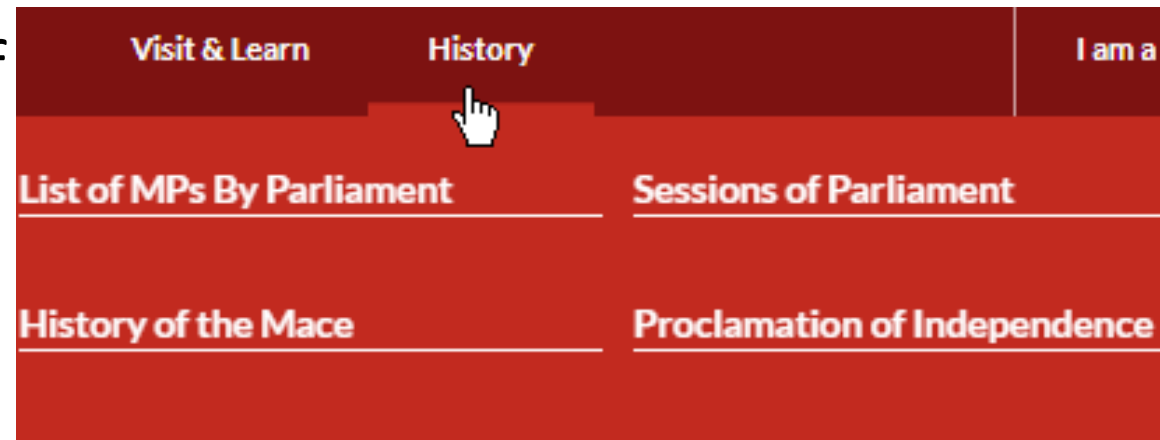 Visit & Learn History I am a
List of MPs By Parliament Sessions of Parliament
History of the Mace Proclamation of Independence